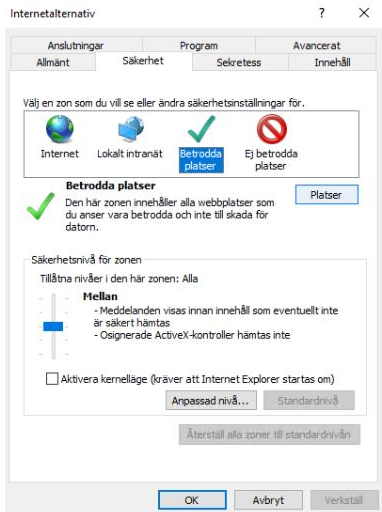 Internetalternativ
?
Anslutningar Program Avancerat
Allmänt Säkerhet Sekretess Innehåll
Välj en zon som du vill se eller ändra säkerhetsinställningar för.
Internet Lokalt intranät Betrodda platser Ej betrodda platser
Betrodda platser
Den här zonen innehåller alla webbplatser som
du anser vara betrodda och inte till skada för
datorn.
Platser
Säkerhetsnivå för zonen
Tillåtna nivåer i den här zonen: Alla
Mellan
- Meddelanden visas innan innehåll som eventuellt inte
är säkert hämtas
- Osignerade ActiveX-kontroller hämtas inte
Aktivera kernelläge (kräver att Internet Explorer startas om)
Anpassad nivå... Standardnivå
Återställ alla zoner till standardnivån
OK Avbryt Verkställ